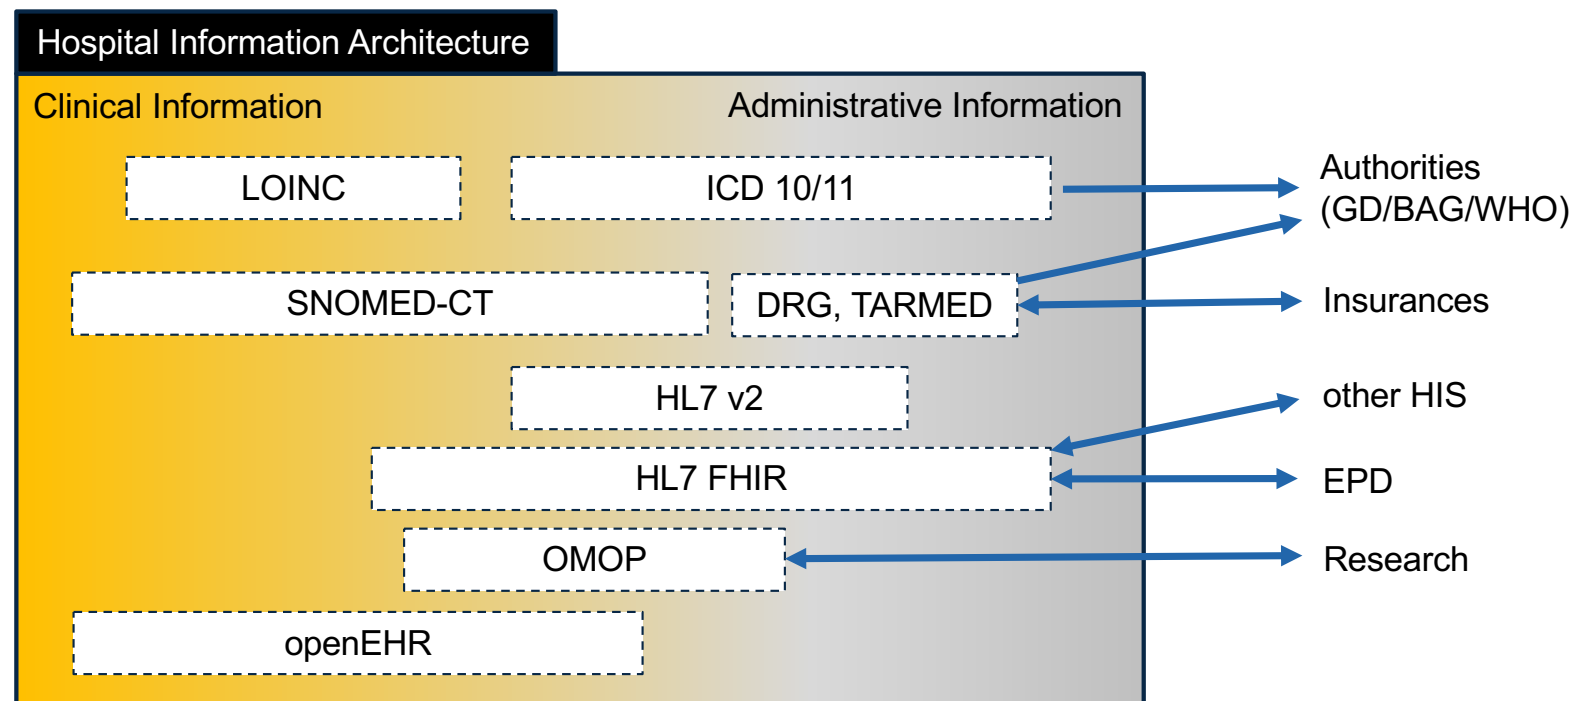 Hospital Information Architecture
Clinical Information
Administrative Information
LOINC
ICD 10/11
Authorities
(GD/BAG/WHO)
SNOMED-CT
DRG, TARMED
Insurances
HL7 v2
other HIS
HL7 FHIR
EPD
OMOP
Research
openEHR